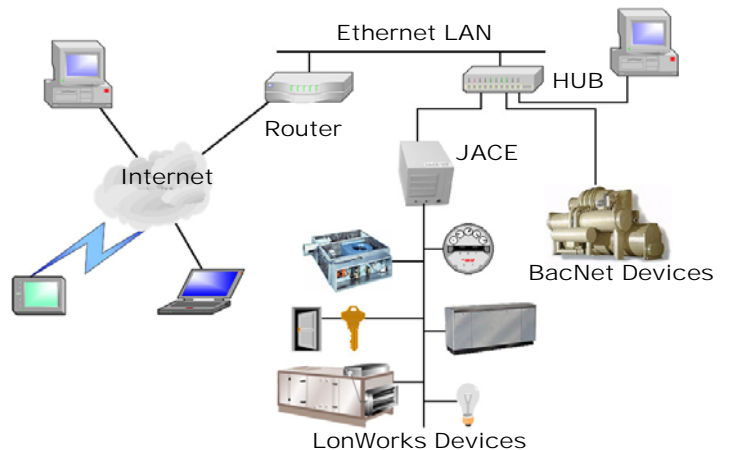 Ethernet LAN
HUB
Router
JACE
Internet
BacNet Devices
LonWorks Devices